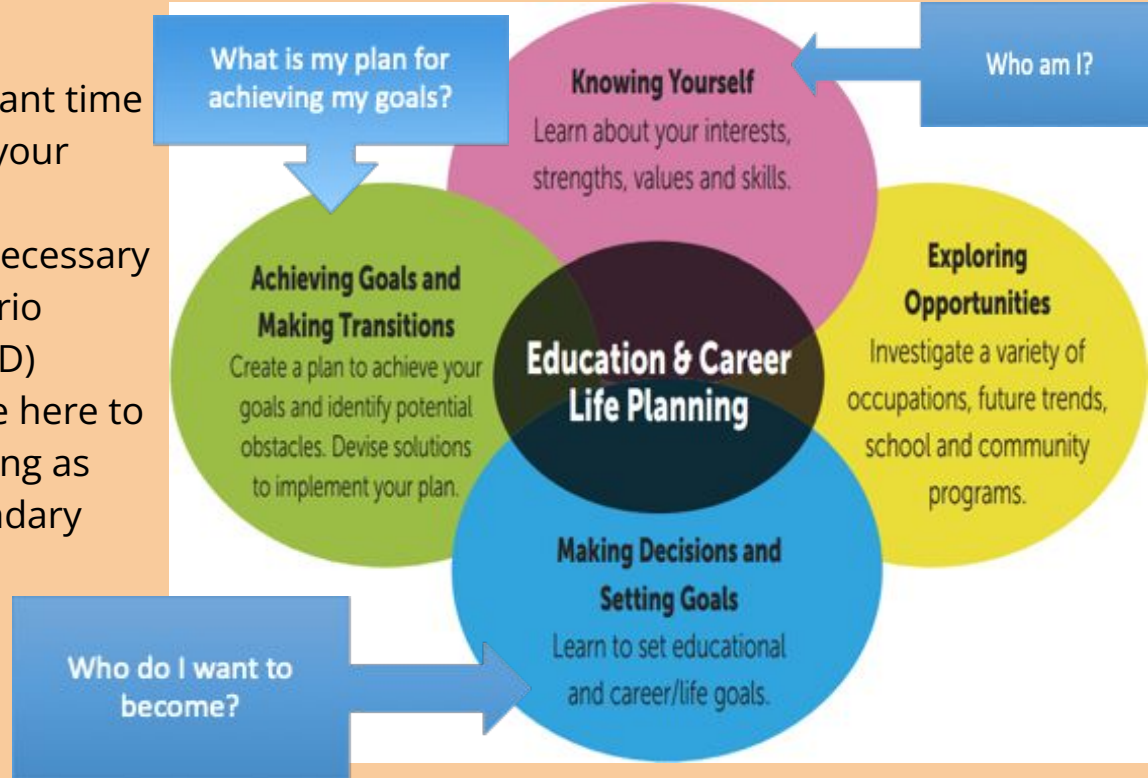 ant time
your
ecessary
rio
D)
e here to
ng as
ndary
What is my plan for
achieving my goals?
Who am I?
Knowing Yourself
Learn about your interests,
strengths, values and skills.
Achieving Goals and
Making Transitions
Create a plan to achieve your
goals and identify potential
obstacles. Devise solutions
to implement your plan.
Exploring
Opportunities
Investigate a variety of
occupations, future trends,
school and community
programs.
Education & Career
Life Planning
Making Decisions and
Setting Goals
Learn to set educational
and career/life goals.
Who do I want to
become?